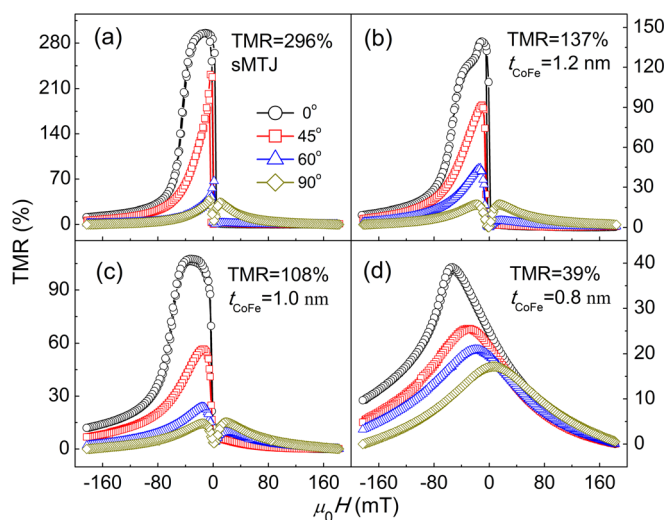 (a)
TMR=296%
sMTJ
0°
45°
60°
90°
280
210
140
70
0
(b)
TMR=137%
tCoFe=1.2 nm
150
120
90
60
30
0
(c)
TMR=108%
tCoFe=1.0 nm
90
60
30
0
(d)
TMR=39%
tCoFe=0.8 nm
40
30
20
10
0
TMR (%)
-160 -80 0 80 160
-160 -80 0 80 160
μ0H (mT)